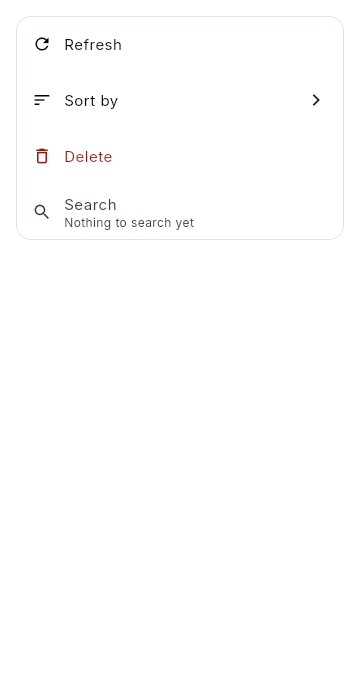 Refresh
Sort by
Delete
Search
Nothing to search yet